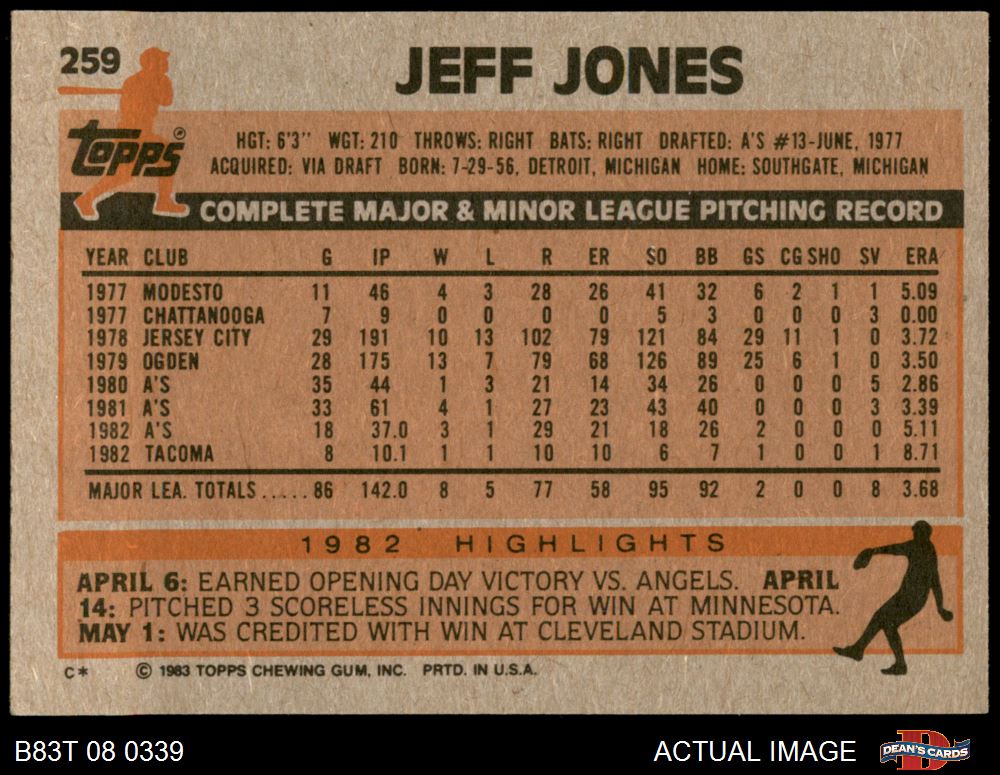 259
JEFF JONES
Topps®
HGT: 6'3" WGT: 210 THROWS: RIGHT BATS: RIGHT DRAFTED: A'S #13-JUNE, 1977
ACQUIRED: VIA DRAFT BORN: 7-29-56, DETROIT, MICHIGAN HOME: SOUTHGATE, MICHIGAN
COMPLETE MAJOR & MINOR LEAGUE PITCHING RECORD
YEAR CLUB G IP W L R ER SO BB GS CG SHO SV ERA
1977 MODESTO 11 46 4 3 28 26 41 32 6 2 1 1 5.09
1977 CHATTANOOGA 7 9 0 0 0 0 5 3 0 0 0 3 0.00
1978 JERSEY CITY 29 191 10 13 102 79 121 84 29 11 1 0 3.72
1979 OGDEN 28 175 13 7 79 68 126 89 25 6 1 0 3.50
1980 A'S 35 44 1 3 21 14 34 26 0 0 0 5 2.86
1981 A'S 33 61 4 1 27 23 43 40 0 0 0 3 3.39
1982 A'S 18 37.0 3 1 29 21 18 26 2 0 0 0 5.11
1982 TACOMA 8 10.1 1 1 10 10 6 7 1 0 0 1 8.71
MAJOR LEA. TOTALS.....86 142.0 8 5 77 58 95 92 2 0 0 8 3.68
1982 HIGHLIGHTS
APRIL 6: EARNED OPENING DAY VICTORY VS. ANGELS. APRIL
14: PITCHED 3 SCORELESS INNINGS FOR WIN AT MINNESOTA.
MAY 1: WAS CREDITED WITH WIN AT CLEVELAND STADIUM.
C* © 1983 TOPPS CHEWING GUM, INC. PRTD. IN U.S.A.
B83T 08 0339 ACTUAL IMAGE D DEAN'S CARDS